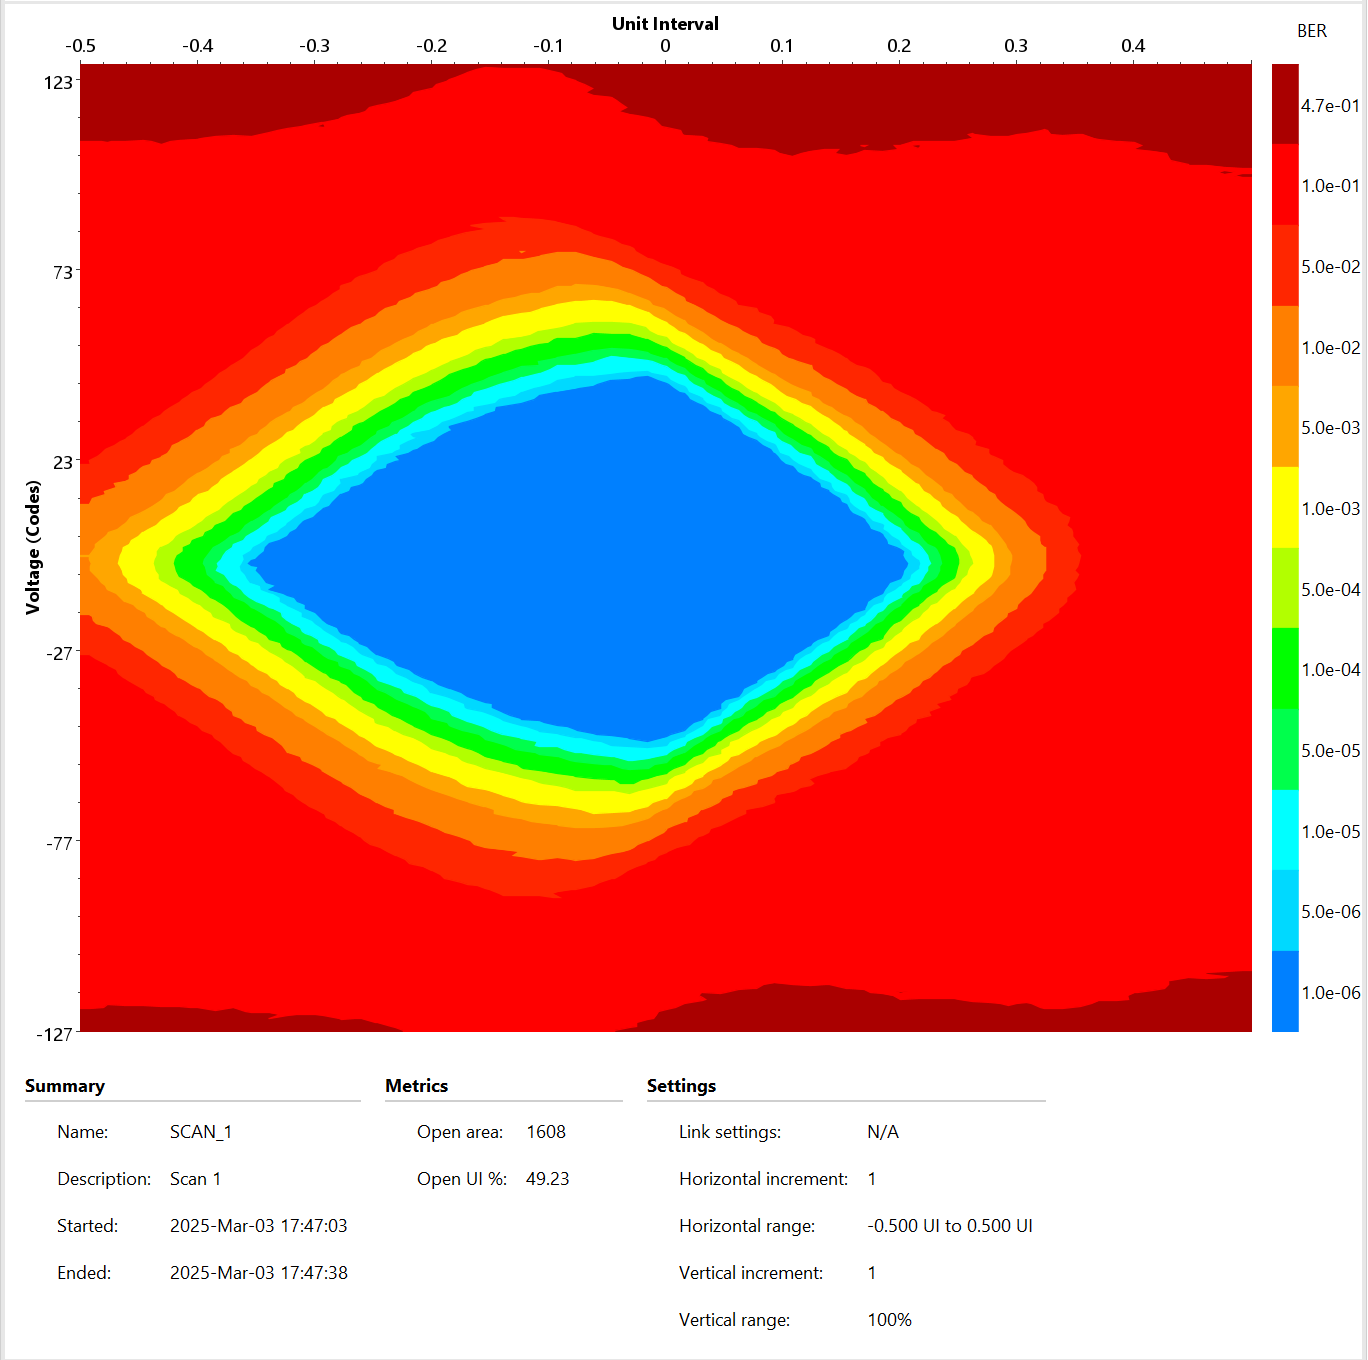 Unit Interval
-0.5 -0.4 -0.3 -0.2 -0.1 0 0.1 0.2 0.3 0.4
BER
123
73
23
-27
-77
-127
Voltage (Codes)
4.7e-01
1.0e-01
5.0e-02
1.0e-02
5.0e-03
1.0e-03
5.0e-04
1.0e-04
5.0e-05
1.0e-05
5.0e-06
1.0e-06
Summary
Name: SCAN_1
Description: Scan 1
Started: 2025-Mar-03 17:47:03
Ended: 2025-Mar-03 17:47:38
Metrics
Open area: 1608
Open UI %: 49.23
Settings
Link settings: N/A
Horizontal increment: 1
Horizontal range: -0.500 UI to 0.500 UI
Vertical increment: 1
Vertical range: 100%